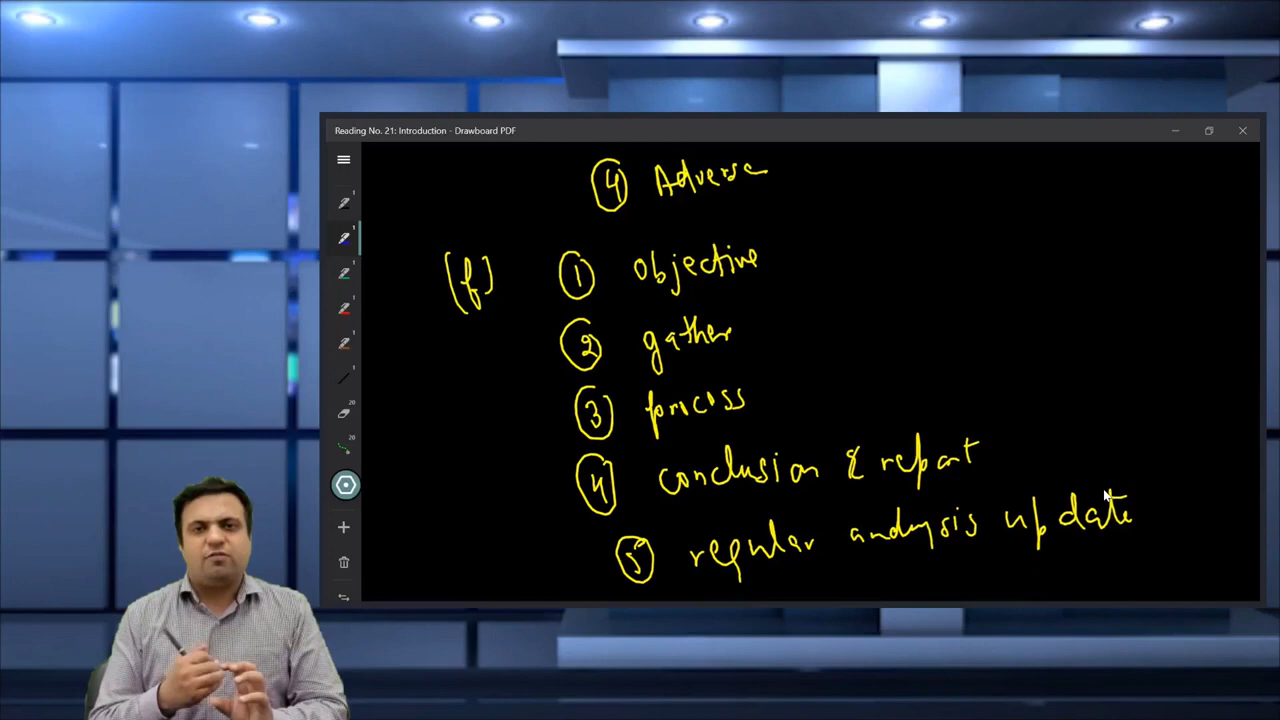 Reading No. 21: Introduction - Drawboard PDF
④ Adverse
(f) ① objective
② gather
③ process
④ conclusion & report
⑤ regular analysis update